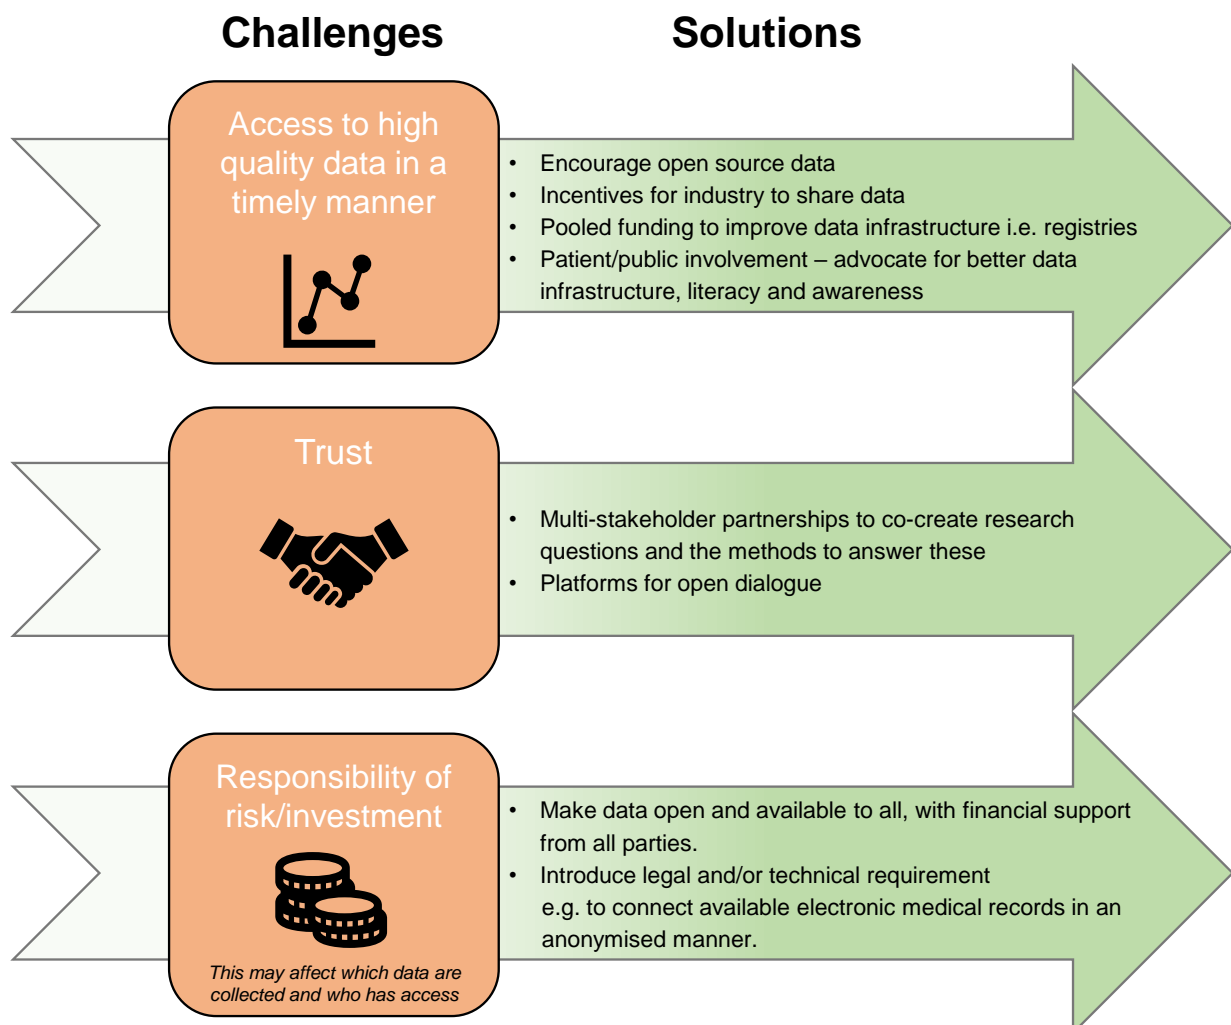 Challenges
Solutions
Access to high
quality data in a
timely manner
• Encourage open source data
• Incentives for industry to share data
• Pooled funding to improve data infrastructure i.e. registries
• Patient/public involvement – advocate for better data
infrastructure, literacy and awareness
Trust
• Multi-stakeholder partnerships to co-create research
questions and the methods to answer these
• Platforms for open dialogue
Responsibility of
risk/investment
This may affect which data are
collected and who has access
• Make data open and available to all, with financial support
from all parties.
• Introduce legal and/or technical requirement
e.g. to connect available electronic medical records in an
anonymised manner.